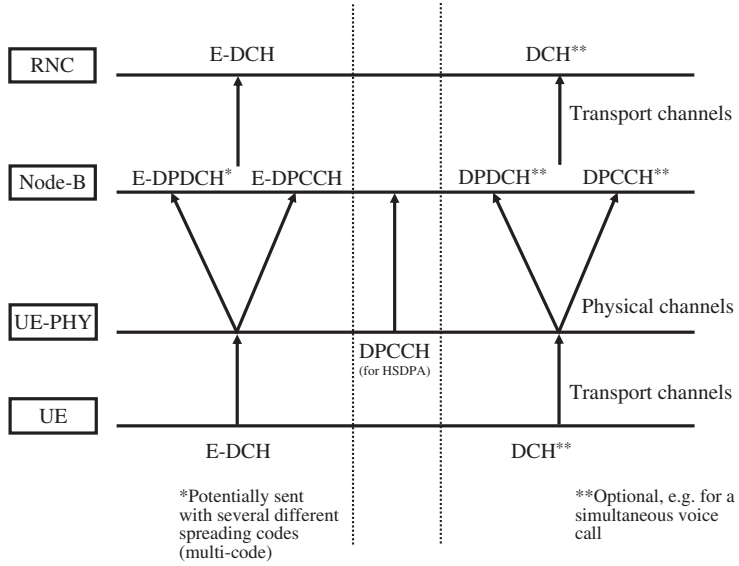 RNC
E-DCH
DCH**
Transport channels
Node-B
E-DPDCH*
E-DPCCH
DPDCH**
DPCCH**
Physical channels
UE-PHY
DPCCH
(for HSDPA)
Transport channels
UE
E-DCH
DCH**
*Potentially sent
with several different
spreading codes
(multi-code)
**Optional, e.g. for a
simultaneous voice
call